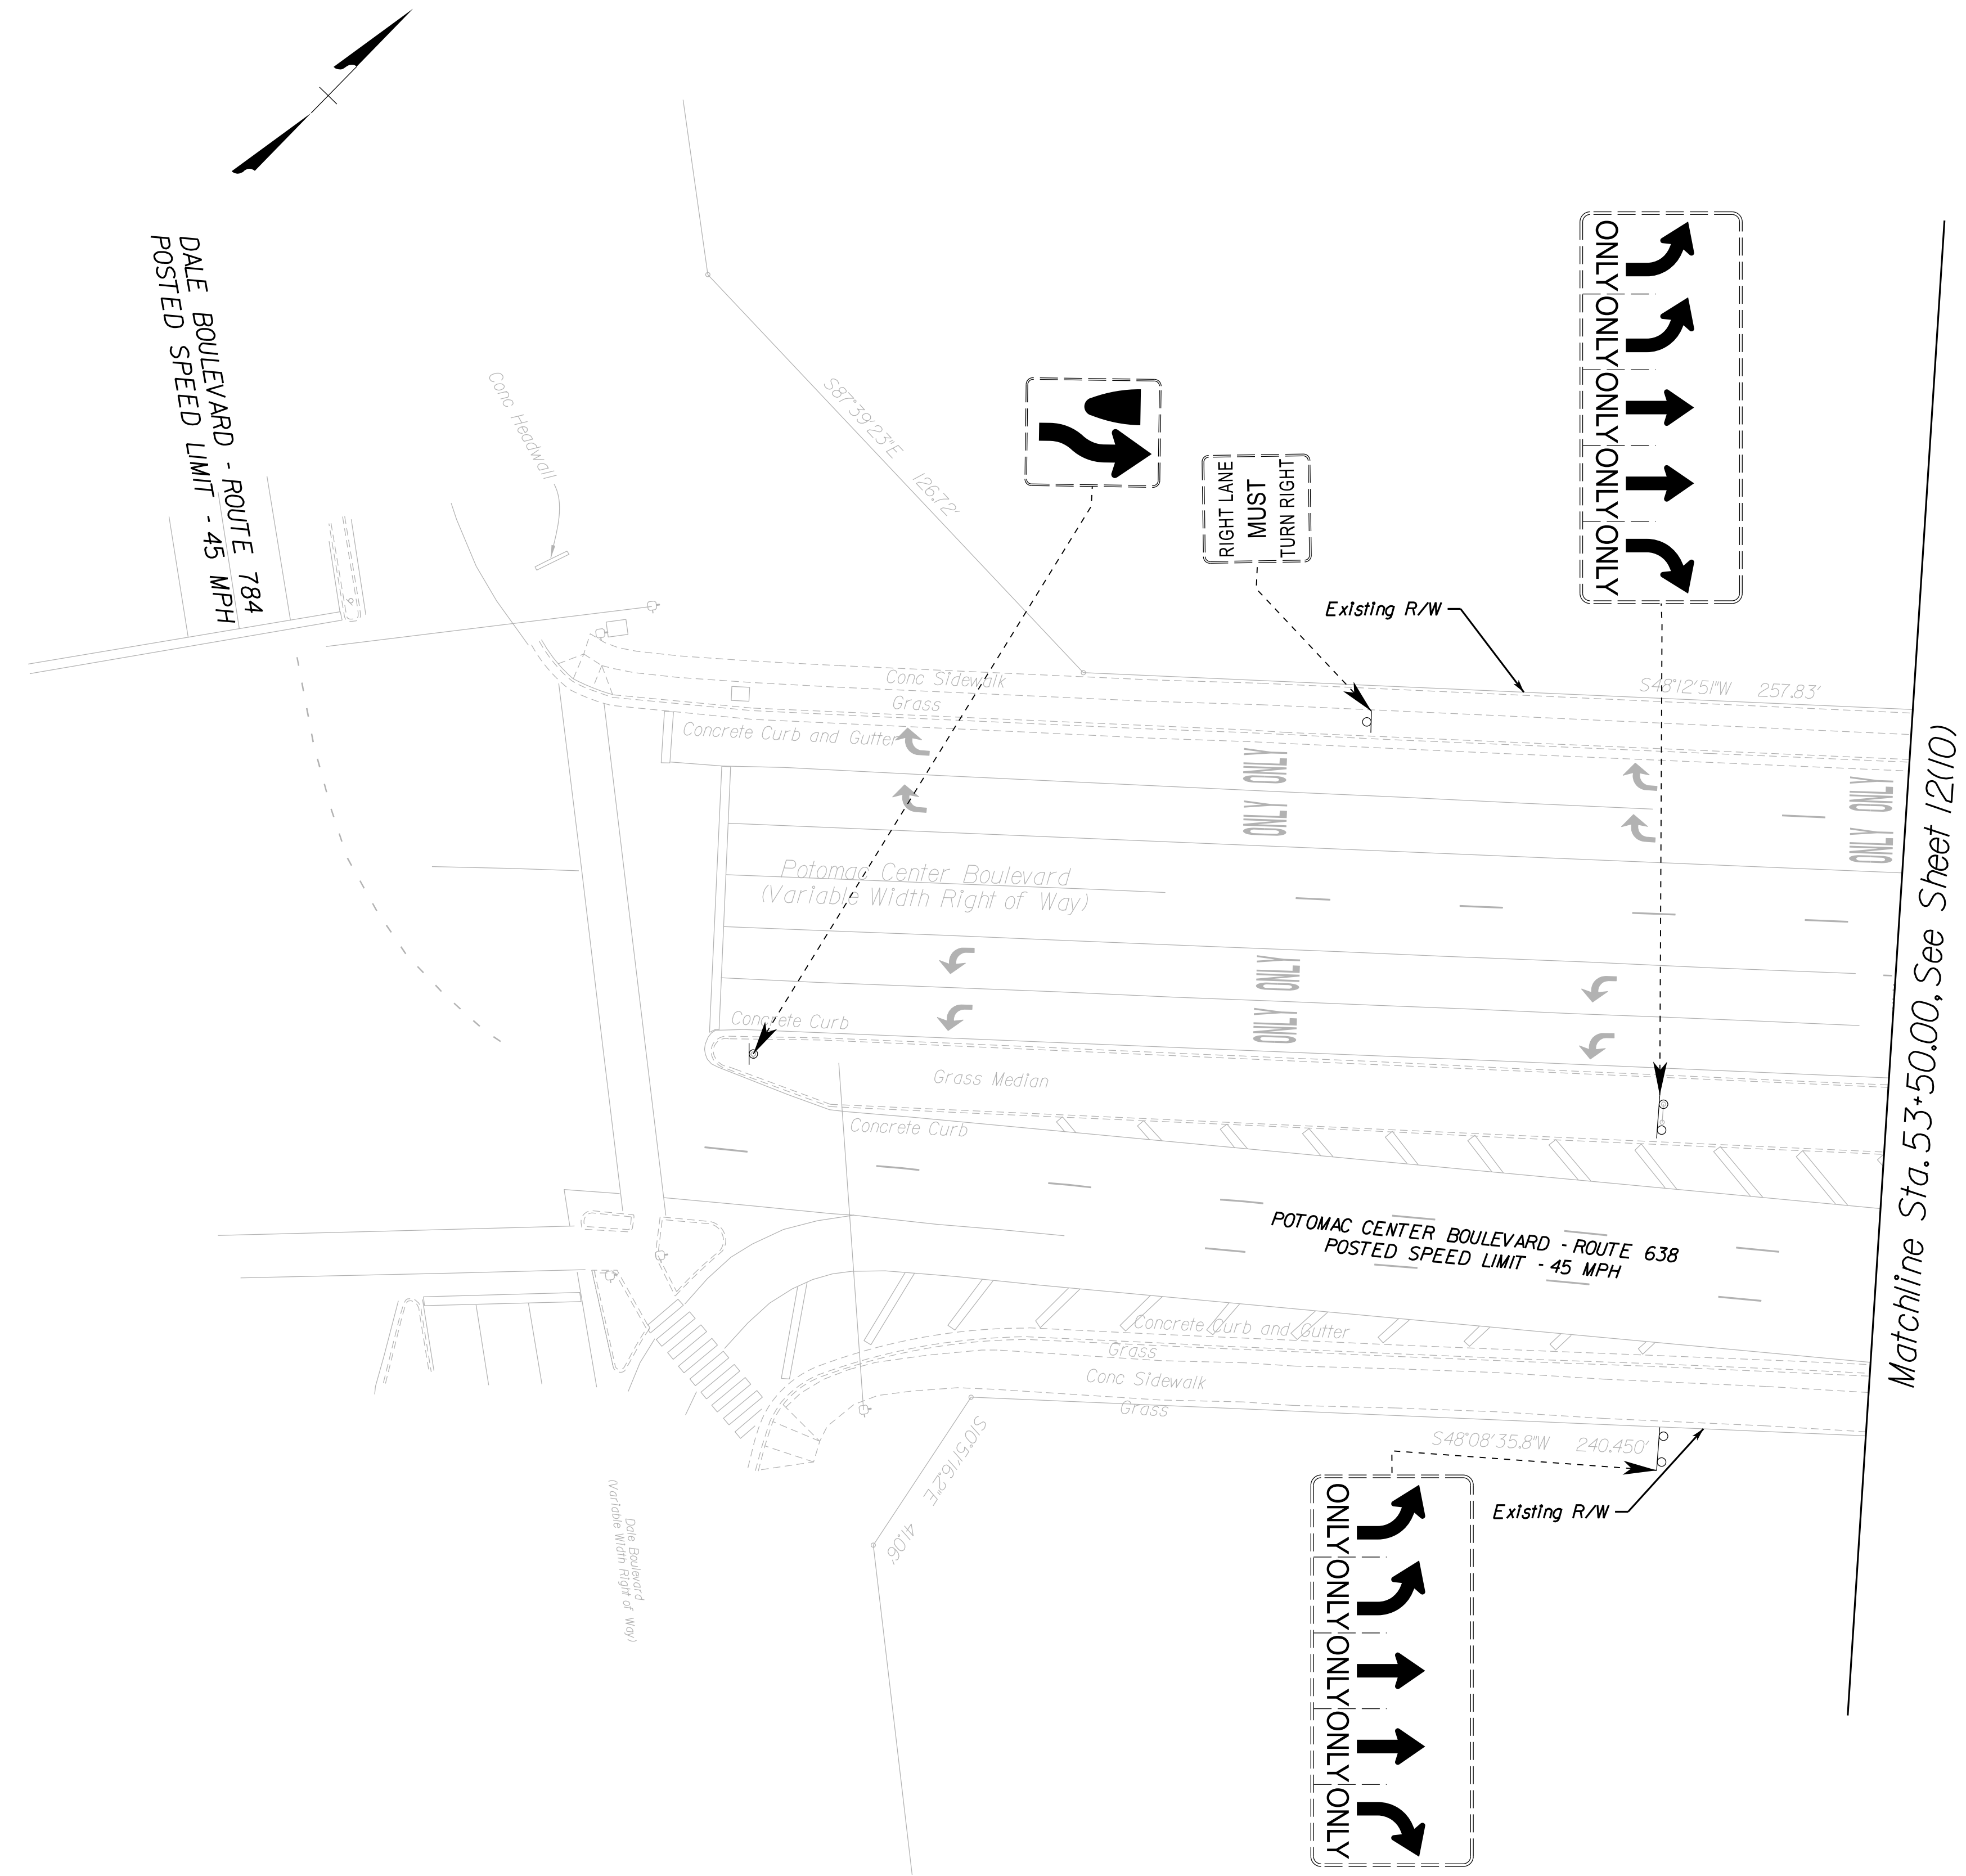 DALE BOULEVARD - ROUTE 784
POSTED SPEED LIMIT - 45 MPH
Conc Headwall
S87°39'23"E 126.72'
RIGHT LANE
MUST
TURN RIGHT
ONLY ONLY ONLY ONLY ONLY
Existing R/W
S48°12'51"W 257.83'
Conc Sidewalk
Grass
Concrete Curb and Gutter
ONLY
ONLY
ONLY
ONLY
Potomac Center Boulevard
(Variable Width Right of Way)
ONLY
ONLY
Concrete Curb
Grass Median
Concrete Curb
POTOMAC CENTER BOULEVARD - ROUTE 638
POSTED SPEED LIMIT - 45 MPH
Matchline Sta. 53+50.00, See Sheet 12(10)
Concrete Curb and Gutter
Grass
Conc Sidewalk
Grass
S48°08'35.8"W 240.450'
S10°51'16.2"E 41.06'
Existing R/W
ONLY ONLY ONLY ONLY ONLY
Dale Boulevard
(Variable Width Right of Way)